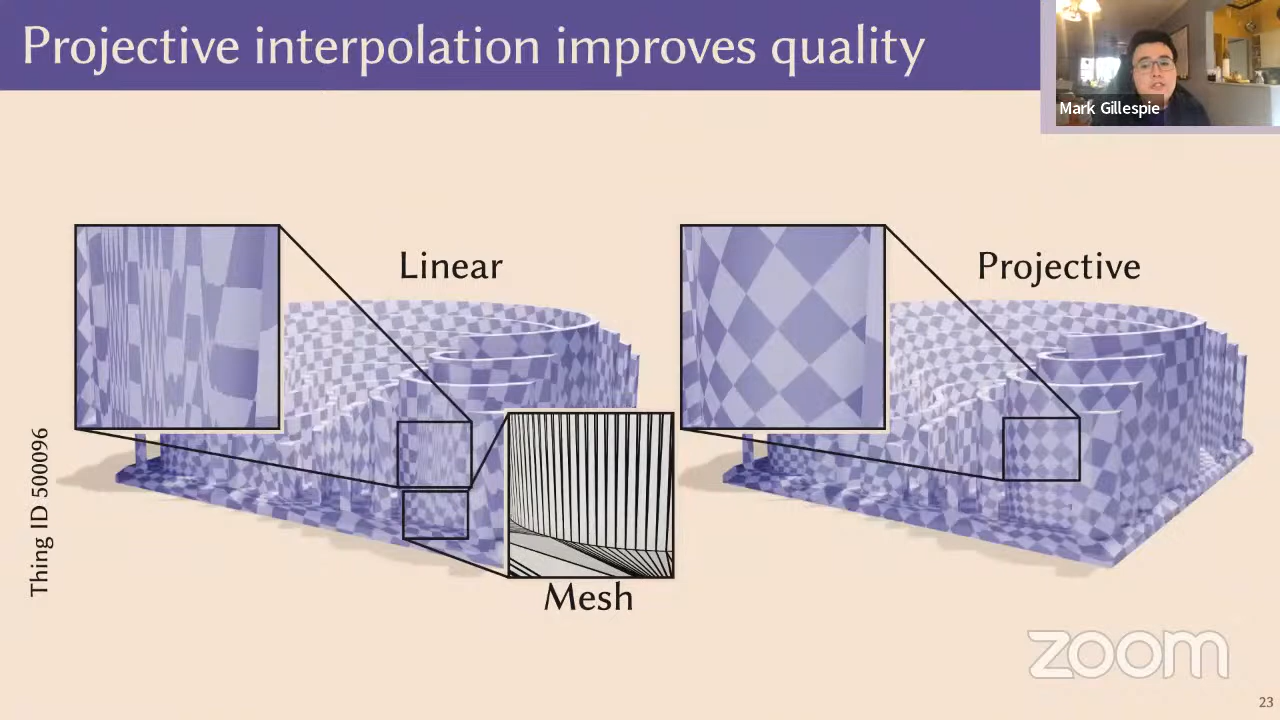 Projective interpolation improves quality
Mark Gillespie
Linear
Projective
Thing ID 500096
Mesh
zoom
23